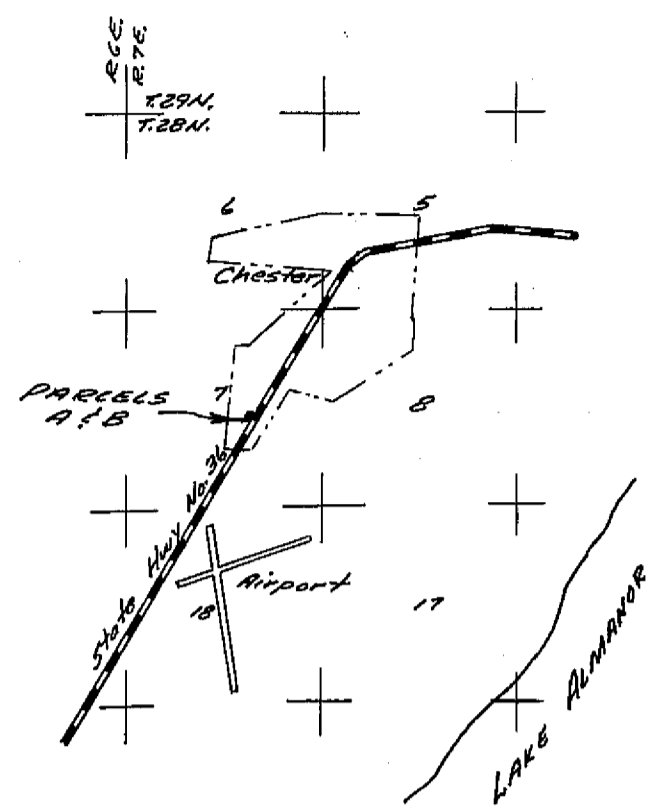 R.6E.
R.7E.
T.29N.
T.28N.
6
5
Chester
7
PARCELS
A & B
8
State Hwy No. 36
Airport
18
17
LAKE ALMANOR